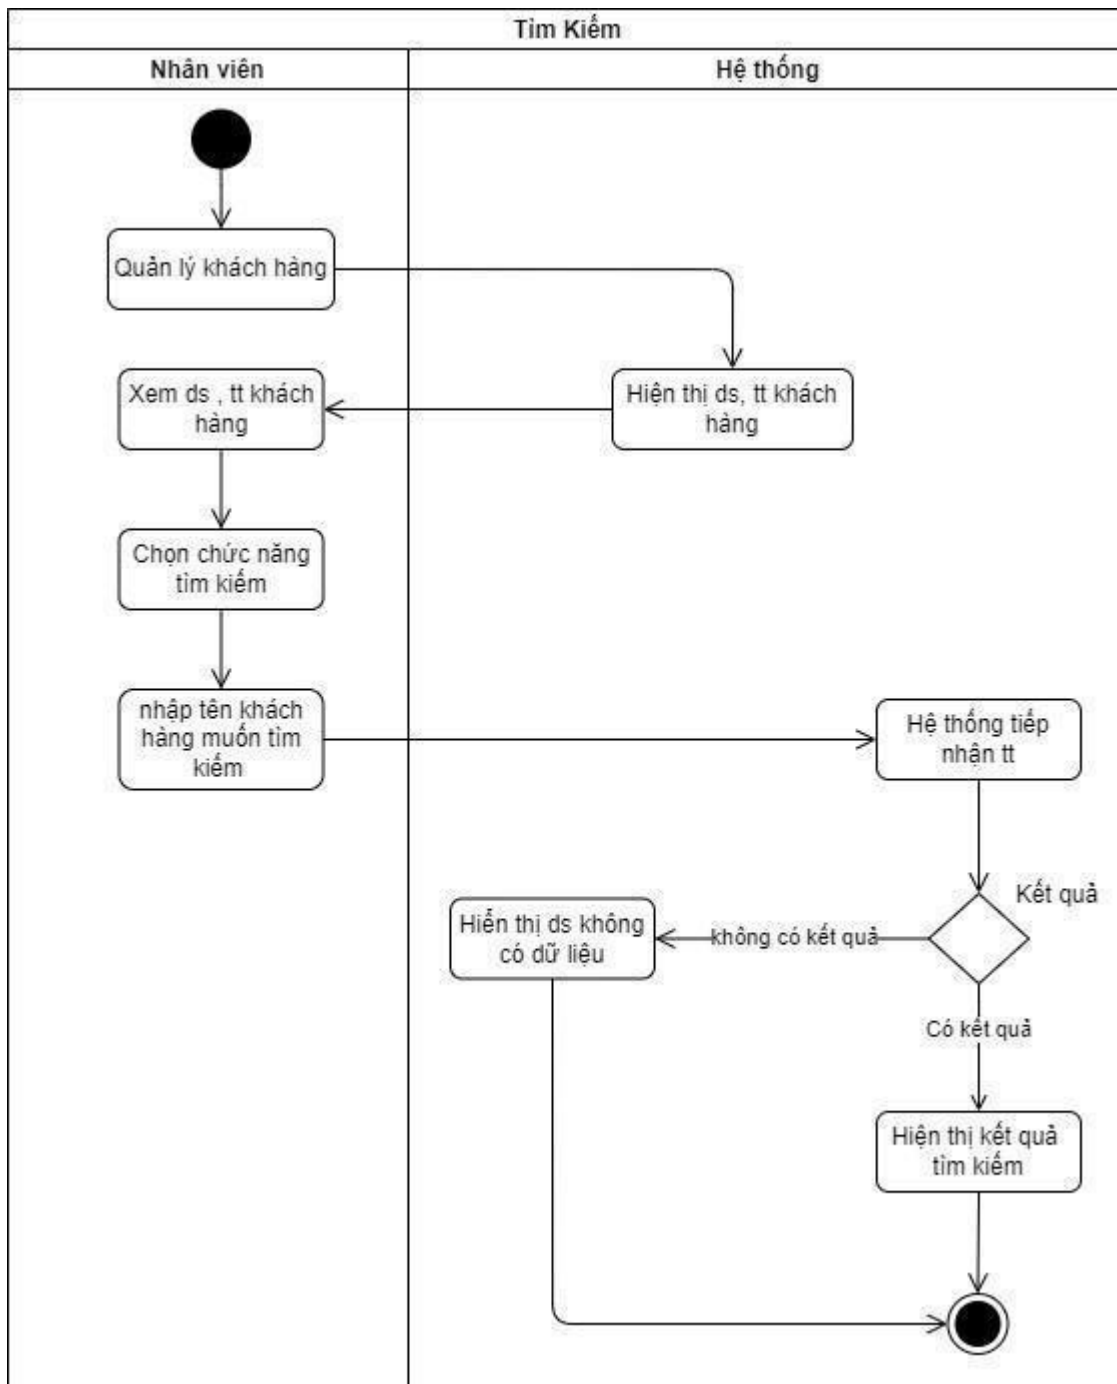 Tìm Kiếm
Nhân viên
Hệ thống
Quản lý khách hàng
Xem ds , tt khách
hàng
Hiện thị ds, tt khách
hàng
Chọn chức năng
tìm kiếm
nhập tên khách
hàng muốn tìm
kiếm
Hệ thống tiếp
nhận tt
Kết quả
Hiển thị ds không
có dữ liệu
không có kết quả
Có kết quả
Hiện thị kết quả
tìm kiếm